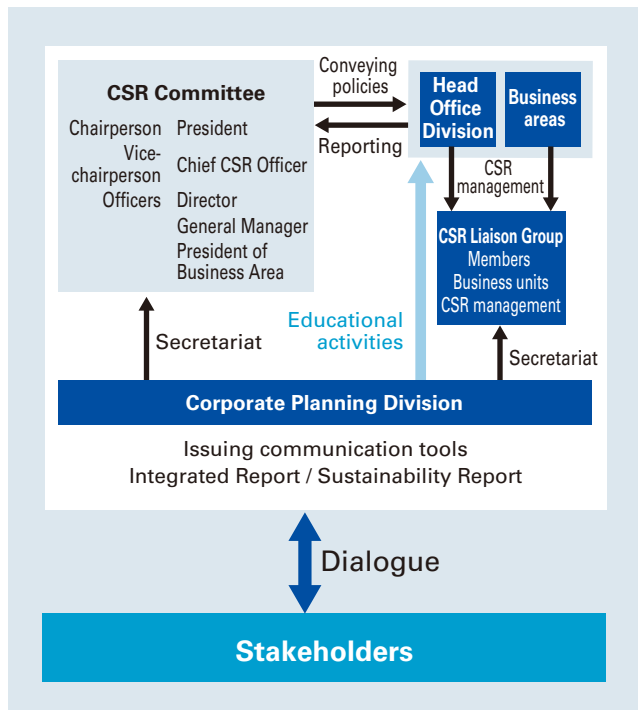 CSR Committee
Chairperson President
Vice-
chairperson Chief CSR Officer
Officers Director
General Manager
President of
Business Area
Conveying
policies
Reporting
Head
Office
Division
Business
areas
CSR
management
CSR Liaison Group
Members
Business units
CSR management
Educational
activities
Secretariat
Secretariat
Corporate Planning Division
Issuing communication tools
Integrated Report / Sustainability Report
Dialogue
Stakeholders